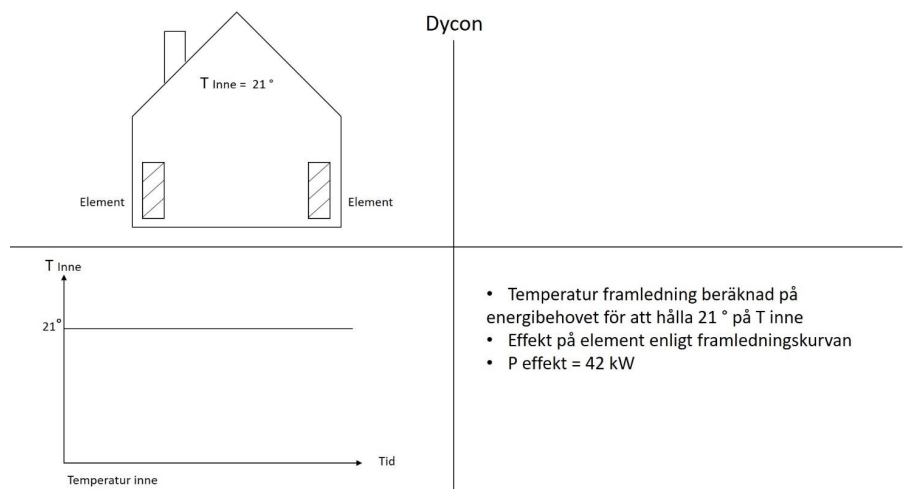 Dycon
T Inne = 21 °
Element
Element
T Inne
21°
Tid
Temperatur inne
• Temperatur framledning beräknad på
energibehovet för att hålla 21 ° på T inne
• Effekt på element enligt framledningskurvan
• P effekt = 42 kW